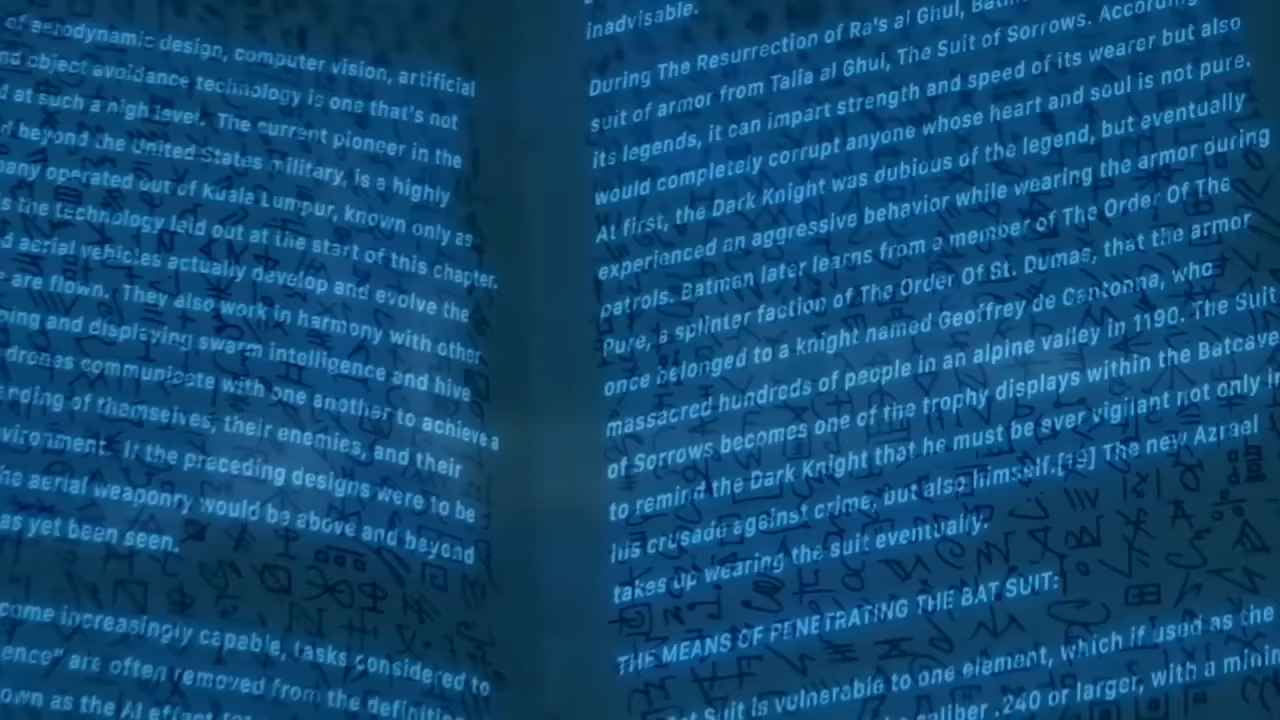 of aerodynamic design, computer vision, artificial
object avoidance technology is one that's not
at such a high level. The current pioneer in the
beyond the United States military, is a highly
operated out of Kuala Lumpur, known only as
the technology laid out at the start of this chapter.
aerial vehicles actually develop and evolve the
are flown. They also work in harmony with other
and displaying swarm intelligence and hive
drones communicate with one another to achieve a
of themselves, their enemies, and their
If the preceding designs were to be
aerial weaponry would be above and beyond
as yet been seen.
come increasingly capable, tasks considered to
are often removed from the definition
as the AI effect
inadvisable.
During The Resurrection of Ra's al Ghul,
suit of armor from Talia al Ghul, The Suit of Sorrows. According
its legends, it can impart strength and speed of its wearer but also
would completely corrupt anyone whose heart and soul is not pure.
At first, the Dark Knight was dubious of the legend, but eventually
experienced an aggressive behavior while wearing the armor during
patrols. Batman later learns from a member of The Order Of The
Pure, a splinter faction of The Order Of St. Dumas, that the armor
once belonged to a knight named Geoffrey de Cantonna, who
massacred hundreds of people in an alpine valley in 1190. The Suit
of Sorrows becomes one of the trophy displays within the Batcave
to remind the Dark Knight that he must be ever vigilant not only in
his crusade against crime, but also himself.[19] The new Azrael
takes up wearing the suit eventually.
THE MEANS OF PENETRATING THE BAT SUIT:
Suit is vulnerable to one element, which if used as the
caliber .240 or larger, with a